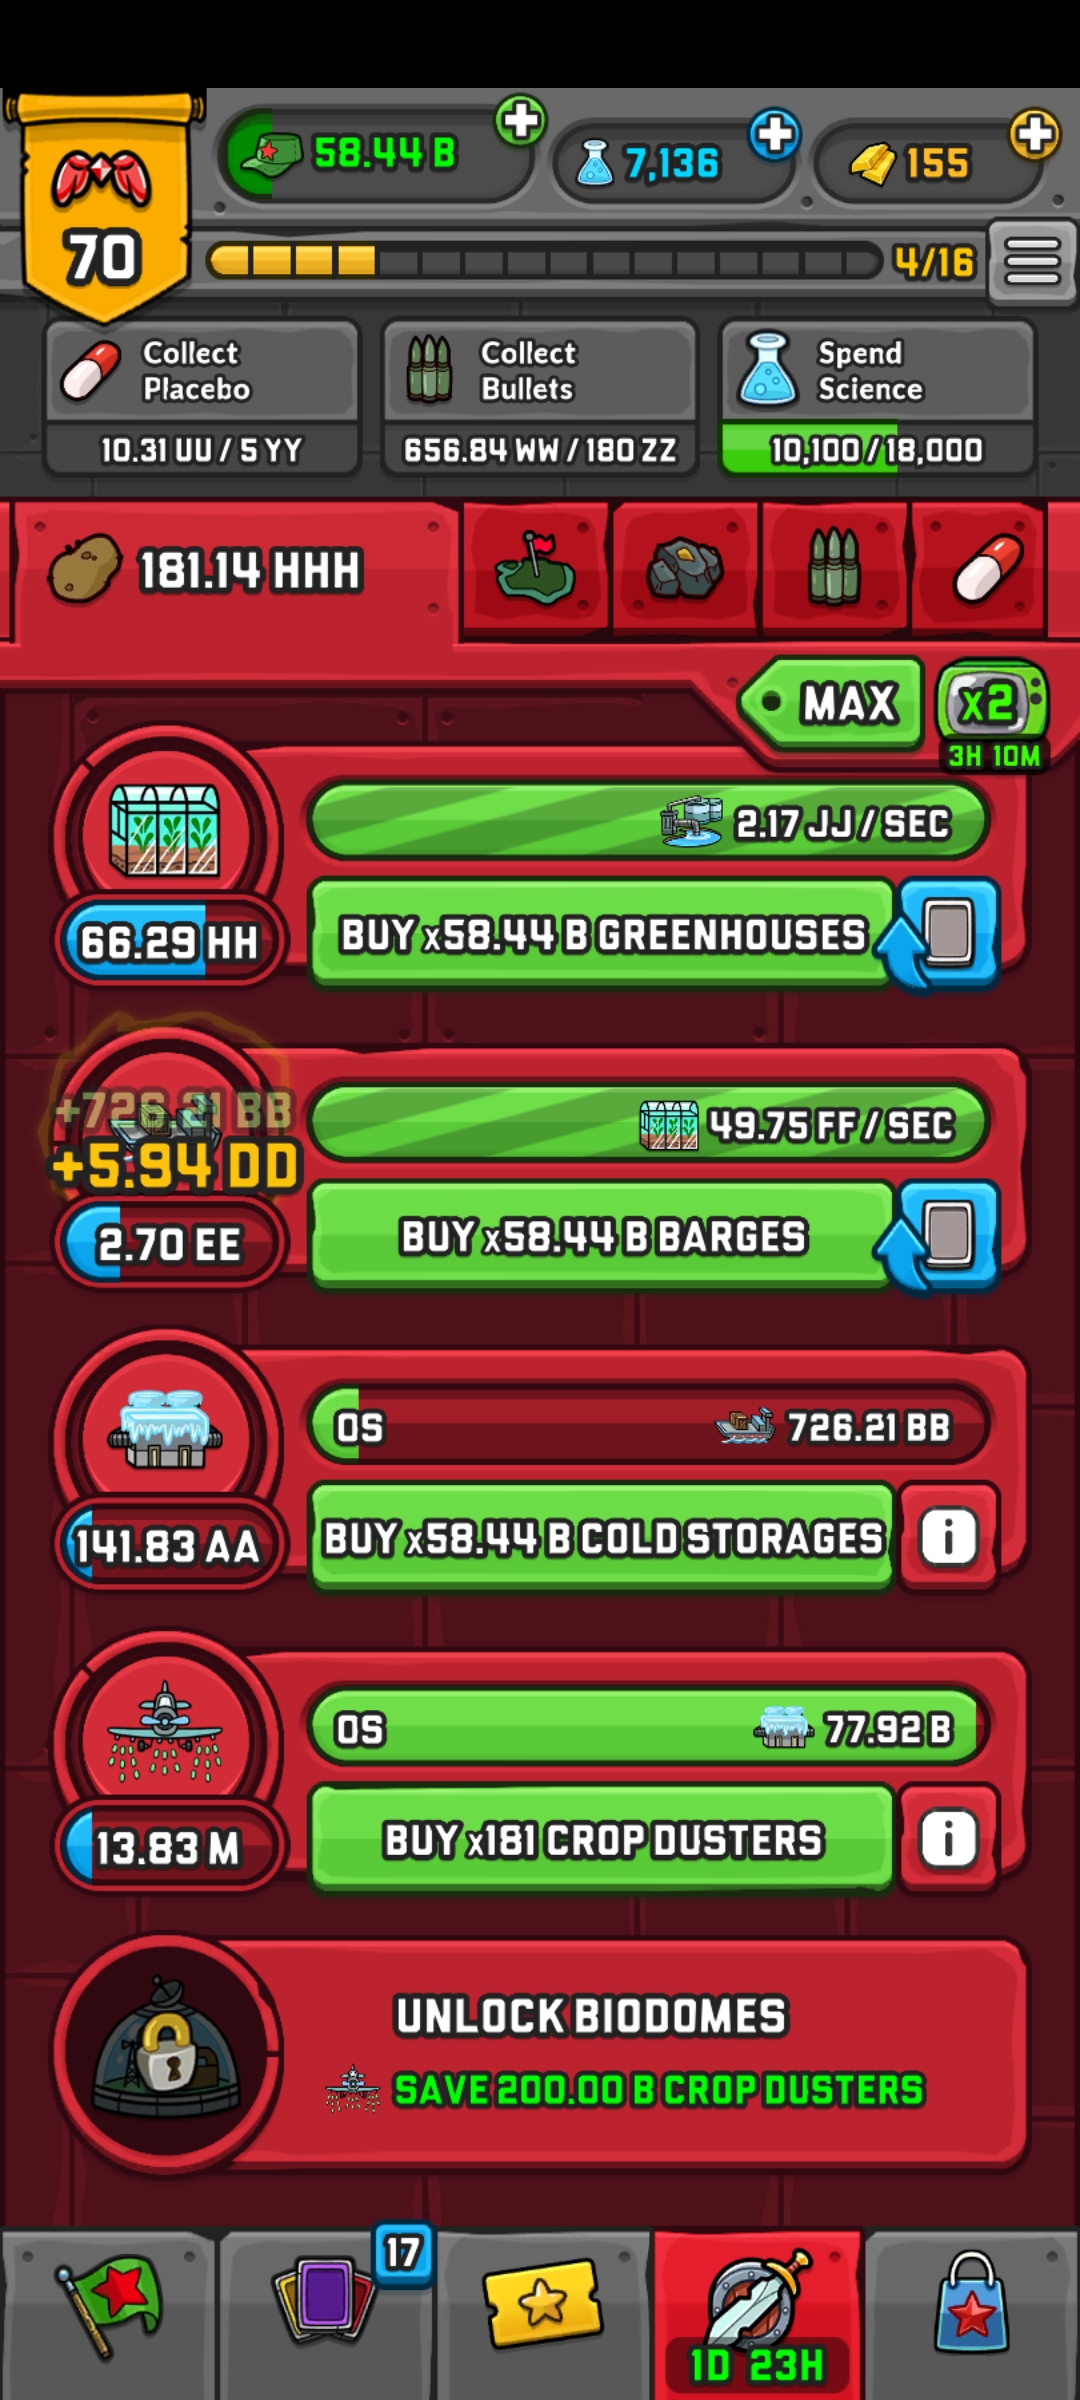 58.44 B
7,136
155
70
4/16
Collect
Placebo
10.31 UU / 5 YY
Collect
Bullets
656.84 WW / 180 ZZ
Spend
Science
10,100 / 18,000
181.14 HHH
MAX
x2
3H 10M
2.17 JJ / SEC
66.29 HH
BUY x58.44 B GREENHOUSES
+726.21 BB
+5.94 DD
49.75 FF / SEC
2.70 EE
BUY x58.44 B BARGES
0S
726.21 BB
141.83 AA
BUY x58.44 B COLD STORAGES
i
0S
77.92 B
13.83 M
BUY x181 CROP DUSTERS
i
UNLOCK BIODOMES
SAVE 200.00 B CROP DUSTERS
17
1D 23H